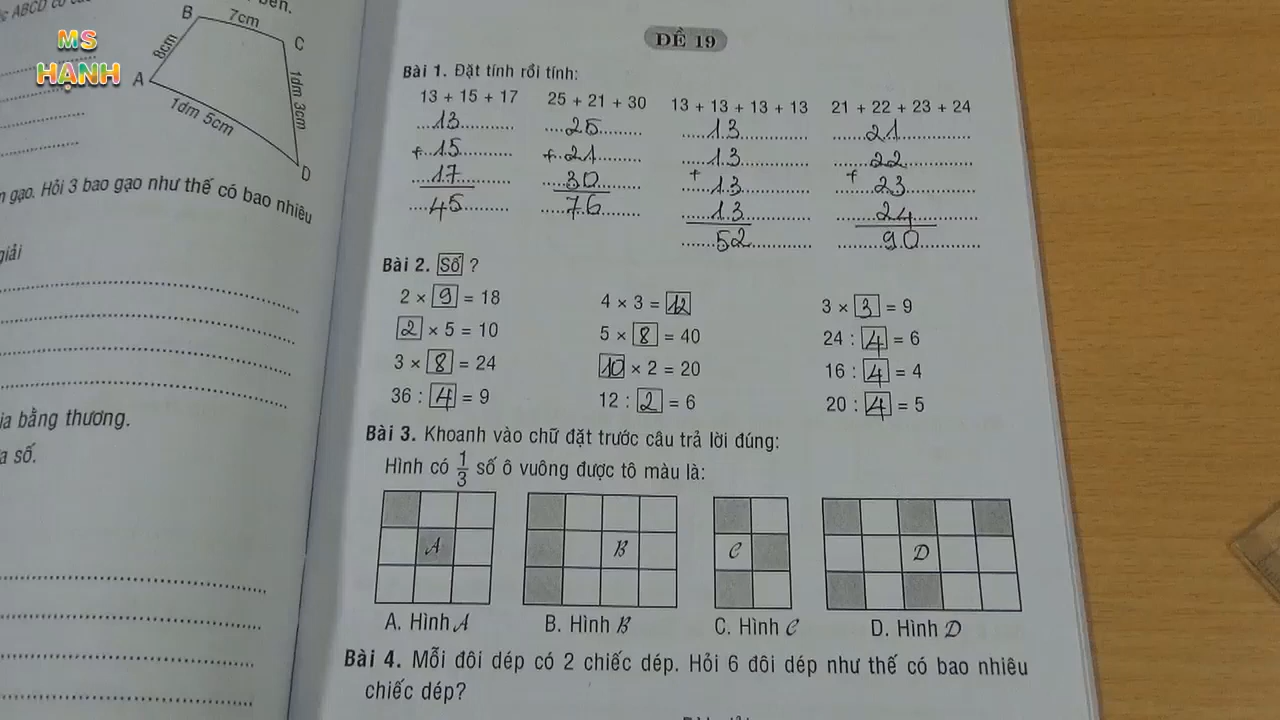 MS
HẠNH
ABCD
bên.
B
7cm
C
8cm
A
1dm 3cm
1dm 5cm
D
gạo. Hỏi 3 bao gạo như thế có bao nhiêu
giải
bằng thương.
số.
ĐỀ 19
Bài 1. Đặt tính rồi tính:
13 + 15 + 17 25 + 21 + 30 13 + 13 + 13 + 13 21 + 22 + 23 + 24
13 25 13 21
+ 15 + 21 13 22
17 30 + 13 + 23
45 76 13 24
52 90
Bài 2. Số ?
2 × 9 = 18 4 × 3 = 12 3 × 3 = 9
2 × 5 = 10 5 × 8 = 40 24 : 4 = 6
3 × 8 = 24 10 × 2 = 20 16 : 4 = 4
36 : 4 = 9 12 : 2 = 6 20 : 4 = 5
Bài 3. Khoanh vào chữ đặt trước câu trả lời đúng:
Hình có 1/3 số ô vuông được tô màu là:
A B C D
A. Hình A B. Hình B C. Hình C D. Hình D
Bài 4. Mỗi đôi dép có 2 chiếc dép. Hỏi 6 đôi dép như thế có bao nhiêu
chiếc dép?